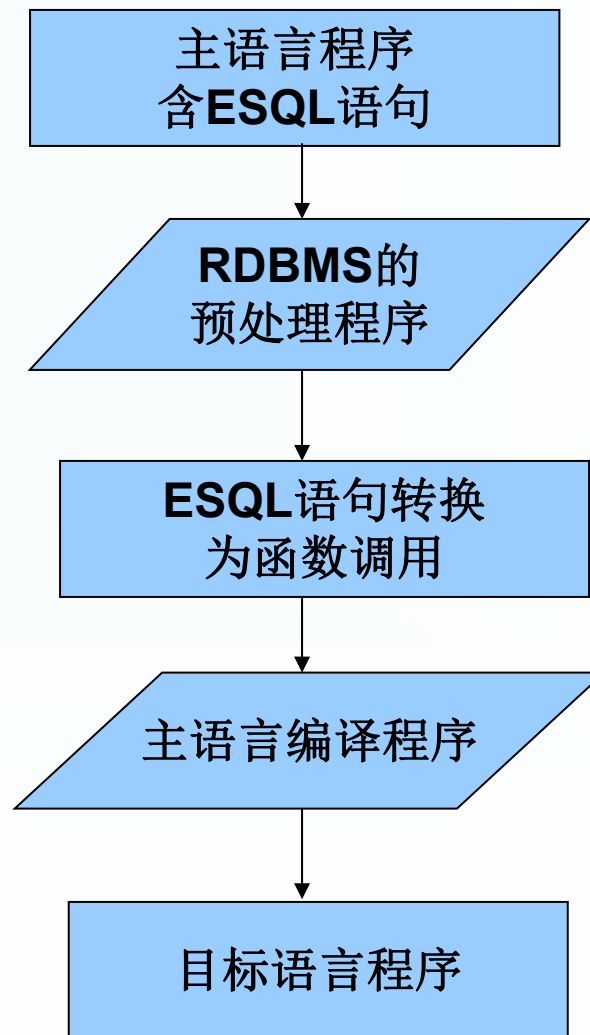 主语言程序
含ESQL语句
RDBMS的
预处理程序
ESQL语句转换
为函数调用
主语言编译程序
目标语言程序